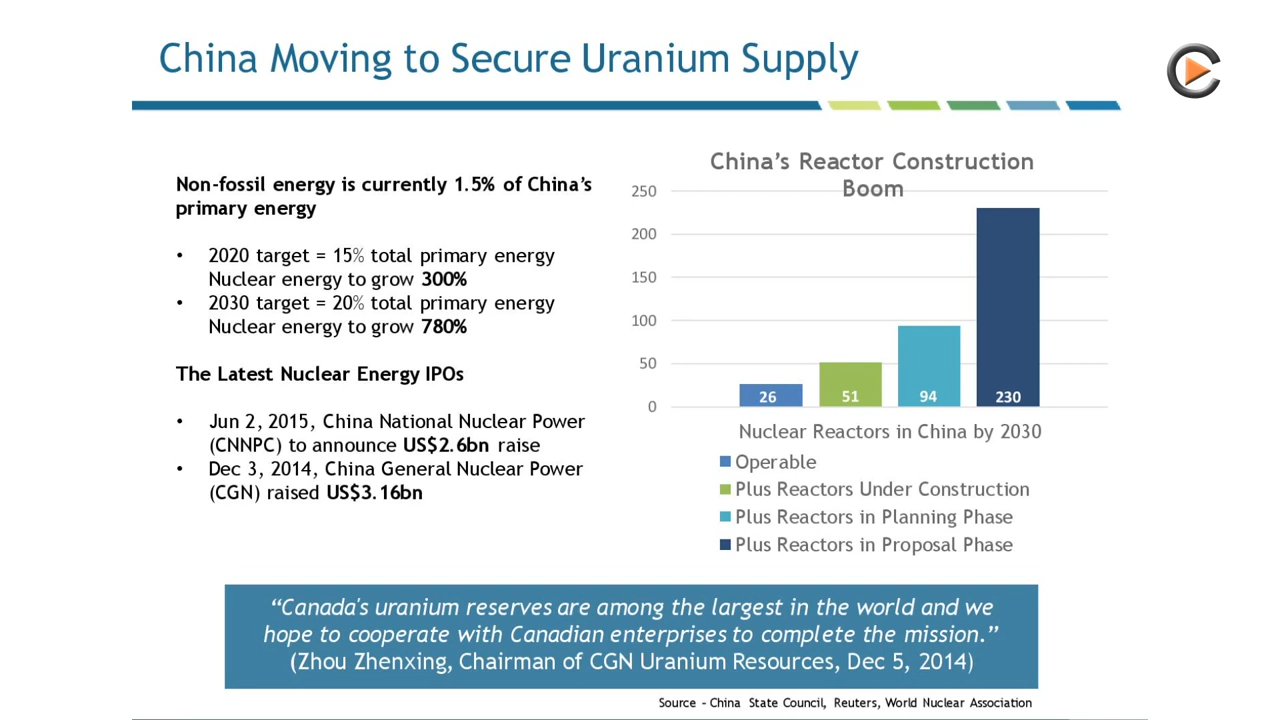 China Moving to Secure Uranium Supply
Non-fossil energy is currently 1.5% of China's
primary energy
• 2020 target = 15% total primary energy
Nuclear energy to grow 300%
• 2030 target = 20% total primary energy
Nuclear energy to grow 780%
The Latest Nuclear Energy IPOs
• Jun 2, 2015, China National Nuclear Power
(CNNPC) to announce US$2.6bn raise
• Dec 3, 2014, China General Nuclear Power
(CGN) raised US$3.16bn
China's Reactor Construction
Boom
250
200
150
100
50
0
26
51
94
230
Nuclear Reactors in China by 2030
Operable
Plus Reactors Under Construction
Plus Reactors in Planning Phase
Plus Reactors in Proposal Phase
“Canada's uranium reserves are among the largest in the world and we
hope to cooperate with Canadian enterprises to complete the mission.”
(Zhou Zhenxing, Chairman of CGN Uranium Resources, Dec 5, 2014)
Source - China State Council, Reuters, World Nuclear Association